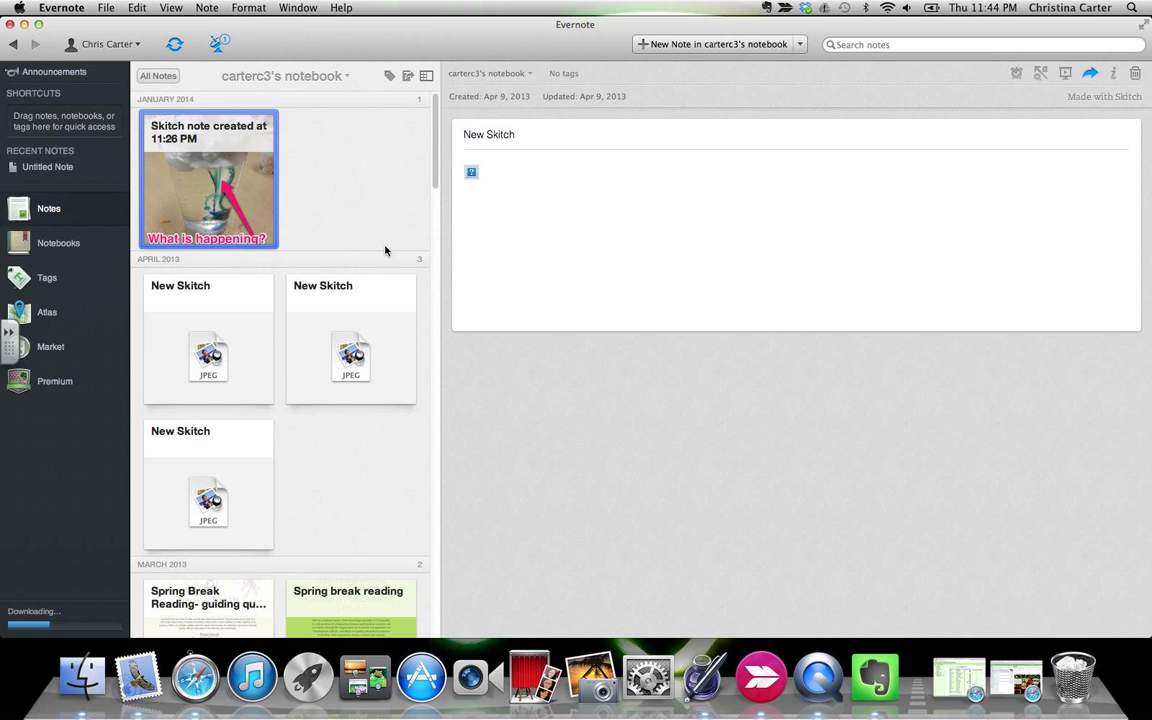 Evernote File Edit View Note Format Window Help Thu 11:44 PM Christina Carter
Evernote
Chris Carter 1 New Note in carterc3's notebook Search notes
Announcements
SHORTCUTS
Drag notes, notebooks, or
tags here for quick access
RECENT NOTES
Untitled Note
Notes
Notebooks
Tags
Atlas
Market
Premium
Downloading...
All Notes carterc3's notebook
JANUARY 2014 1
Skitch note created at
11:26 PM
What is happening?
APRIL 2013 3
New Skitch New Skitch
JPEG JPEG
New Skitch
JPEG
MARCH 2013 2
Spring Break
Reading- guiding qu...
Spring break reading
carterc3's notebook No tags
Created: Apr 9, 2013 Updated: Apr 9, 2013 Made with Skitch
New Skitch
?